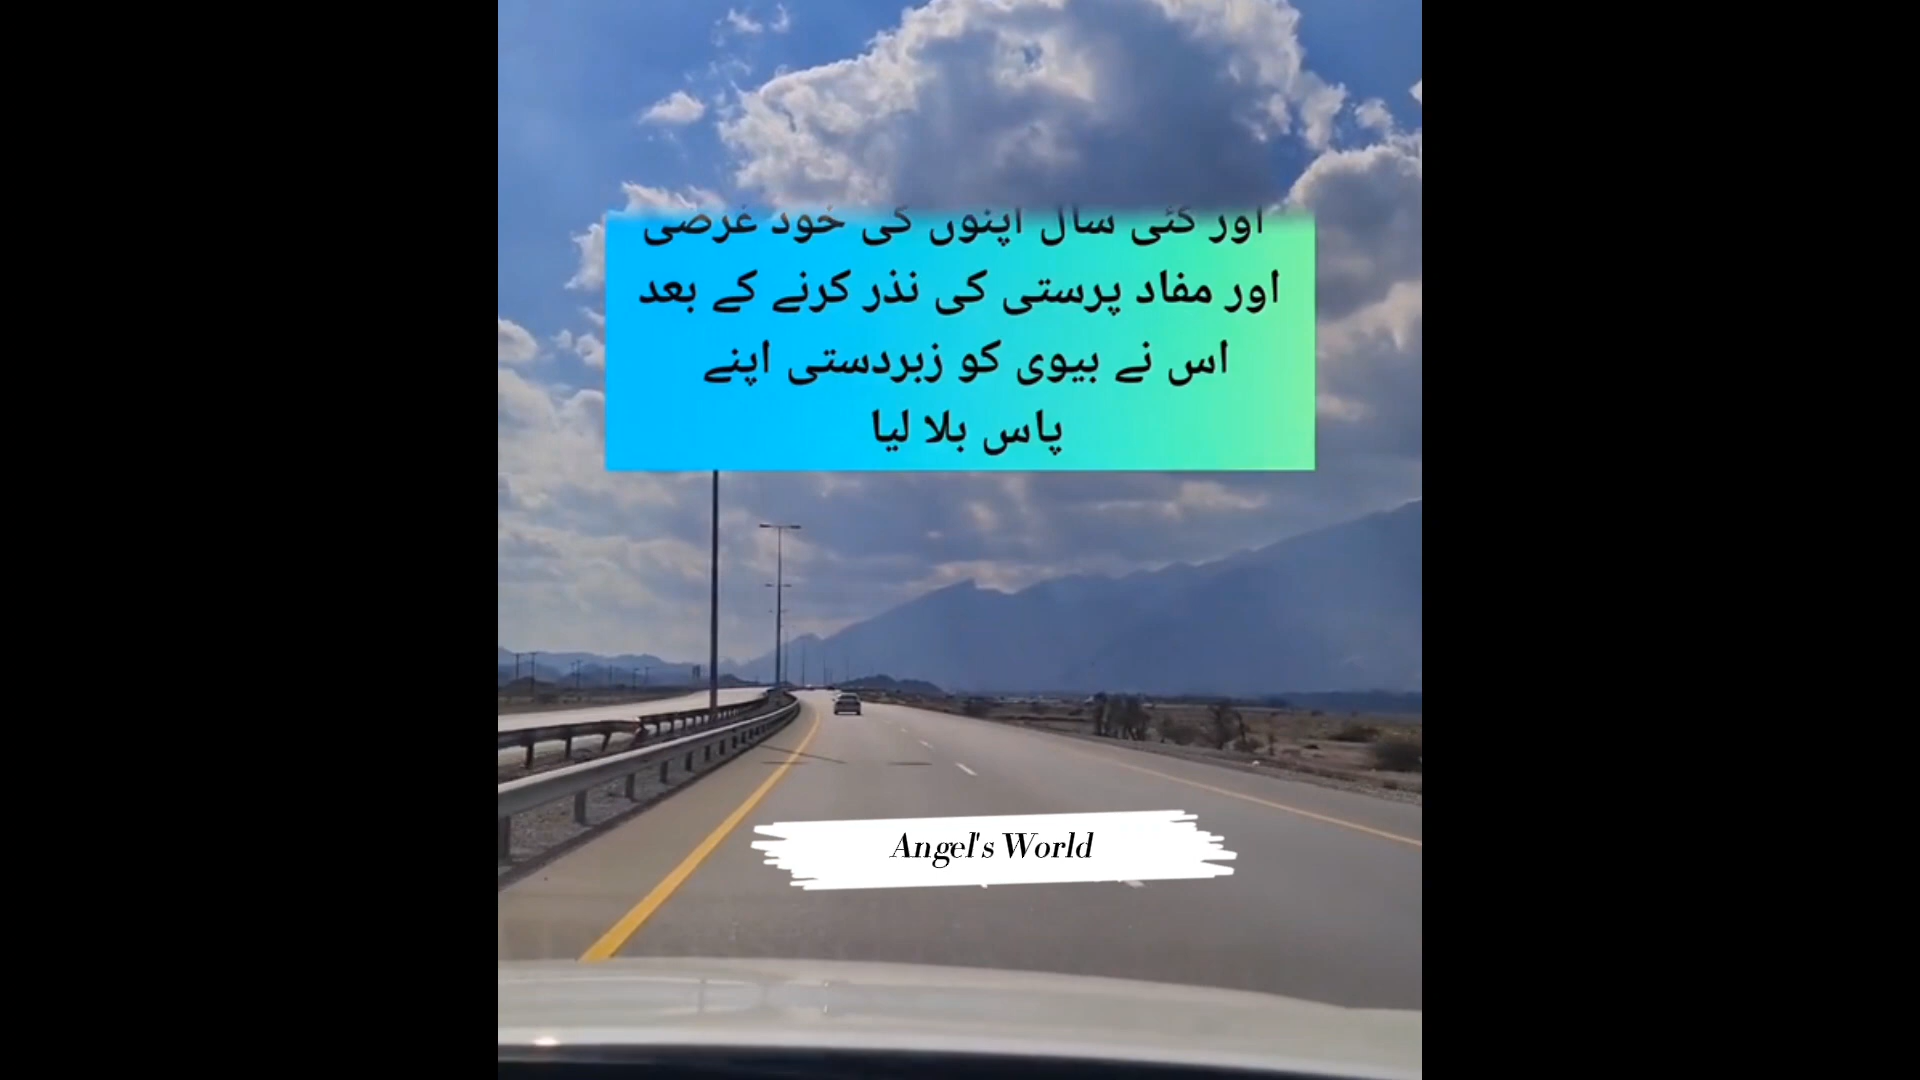 اور کئی سال اپنوں کی خود غرضی
اور مفاد پرستی کی نذر کرنے کے بعد
اس نے بیوی کو زبردستی اپنے
پاس بلا لیا
Angel's World